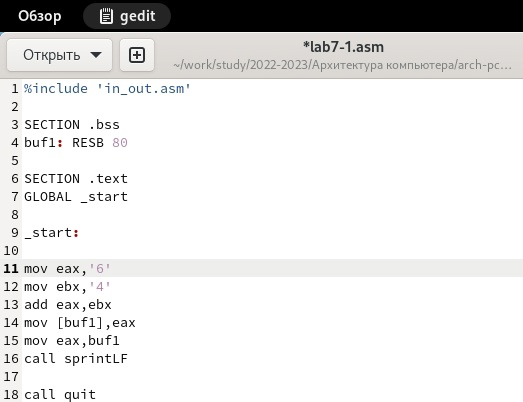 Обзор gedit
Открыть *lab7-1.asm
~/work/study/2022-2023/Архитектура компьютера/arch-pc…
1 %include 'in_out.asm'
2
3 SECTION .bss
4 buf1: RESB 80
5
6 SECTION .text
7 GLOBAL _start
8
9 _start:
10
11 mov eax,'6'
12 mov ebx,'4'
13 add eax,ebx
14 mov [buf1],eax
15 mov eax,buf1
16 call sprintLF
17
18 call quit